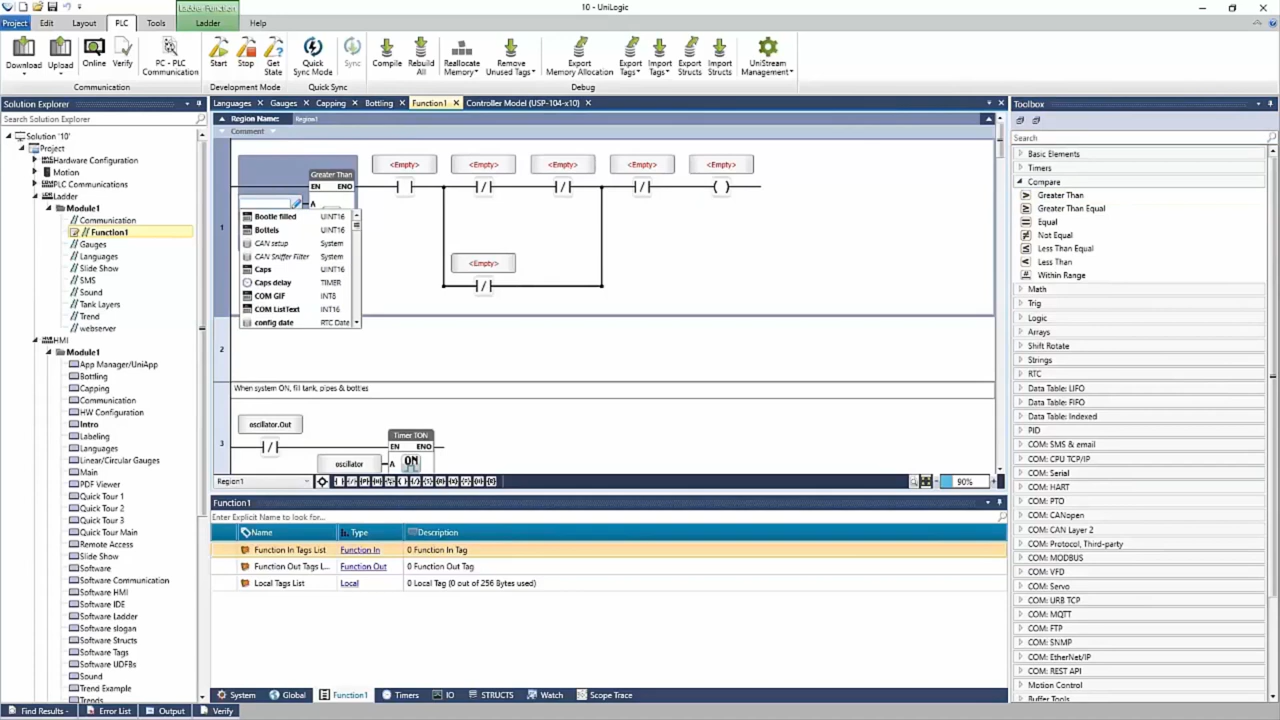 10 - UniLogic
Ladder Function
Project Edit Layout PLC Tools Ladder Help
Download Upload Online Verify PC - PLC Communication Start Stop Get State Quick Sync Mode Sync Compile Rebuild All Reallocate Memory Remove Unused Tags Export Memory Allocation Export Tags Import Tags Export Structs Import Structs UniStream Management
Communication Development Mode Quick Sync Debug
Solution Explorer
Search Solution Explorer
Solution '10'
Project
Hardware Configuration
Motion
PLC Communications
Ladder
Module1
Communication
Function1
Gauges
Languages
Slide Show
SMS
Sound
Tank Layers
Trend
webserver
HMI
Module1
App Manager/UniApp
Bottling
Capping
Communication
HW Configuration
Intro
Labeling
Languages
Linear/Circular Gauges
Main
PDF Viewer
Quick Tour 1
Quick Tour 2
Quick Tour 3
Quick Tour Main
Remote Access
Slide Show
Software
Software Communication
Software HMI
Software IDE
Software Ladder
Software slogan
Software Structs
Software Tags
Software UDFBs
Sound
Trend Example
Trends
Languages Gauges Capping Bottling Function1 Controller Model (USP-104-x10)
Region Name: Region1
Comment
<Empty> <Empty> <Empty> <Empty> <Empty>
Greater Than
EN ENO
A
Bootle filled UINT16
Bottels UINT16
CAN setup System
CAN Sniffer Filter System
Caps UINT16
Caps delay TIMER
COM GIF INT8
COM ListText INT16
config date RTC Date
1
<Empty>
2
When system ON, fill tank, pipes & bottles
oscillator.Out
Timer TON
EN ENO
3
oscillator A ON
Region1 90%
Function1
Enter Explicit Name to look for...
Name Type Description
Function In Tags List Function In 0 Function In Tag
Function Out Tags L... Function Out 0 Function Out Tag
Local Tags List Local 0 Local Tag (0 out of 256 Bytes used)
System Global Function1 Timers IO STRUCTS Watch Scope Trace
Toolbox
Search
Basic Elements
Timers
Compare
Greater Than
Greater Than Equal
Equal
Not Equal
Less Than Equal
Less Than
Within Range
Math
Trig
Logic
Arrays
Shift Rotate
Strings
RTC
Data Table: LIFO
Data Table: FIFO
Data Table: Indexed
PID
COM: SMS & email
COM: CPU TCP/IP
COM: Serial
COM: HART
COM: PTO
COM: CANopen
COM: CAN Layer 2
COM: Protocol, Third-party
COM: MODBUS
COM: VFD
COM: Servo
COM: URB TCP
COM: MQTT
COM: FTP
COM: SNMP
COM: EtherNet/IP
COM: REST API
Motion Control
Buffer Tools
Find Results - Error List Output Verify